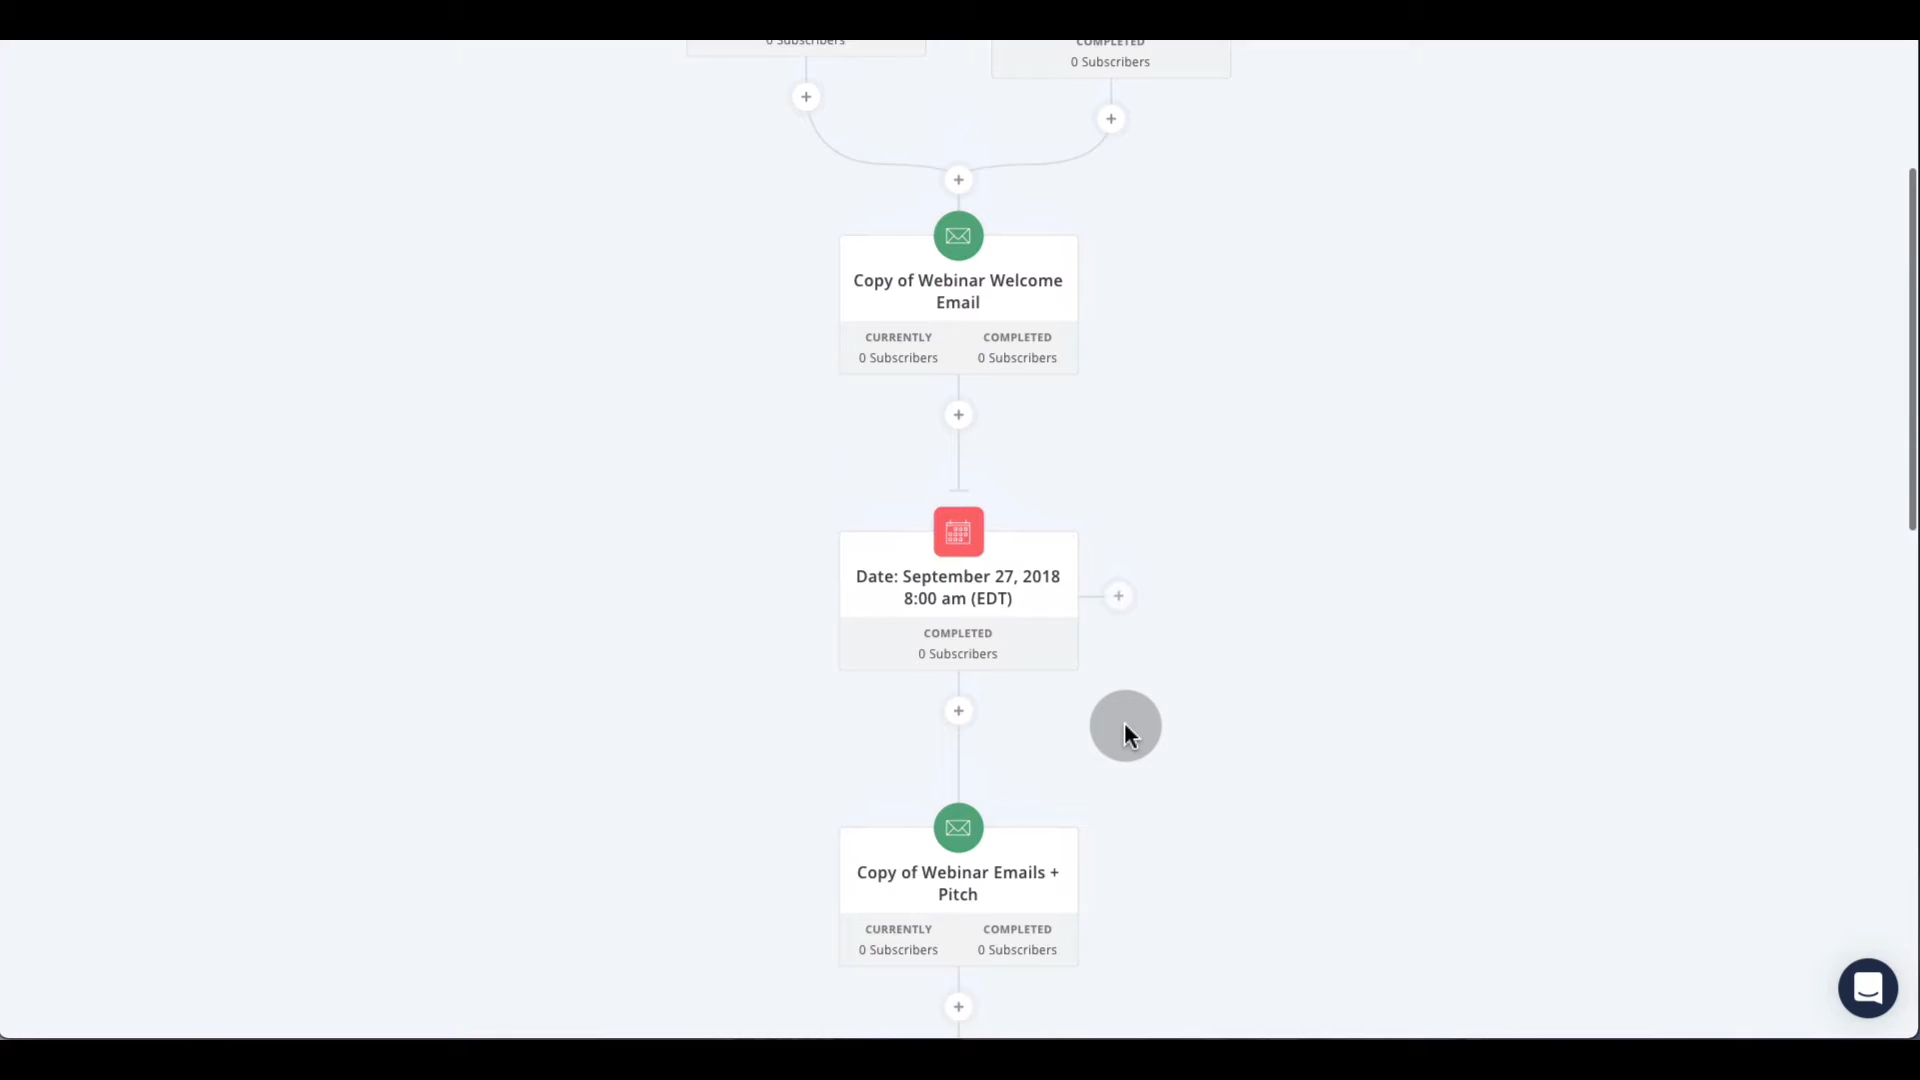 0 Subscribers
COMPLETED
0 Subscribers
Copy of Webinar Welcome
Email
CURRENTLY COMPLETED
0 Subscribers 0 Subscribers
Date: September 27, 2018
8:00 am (EDT)
COMPLETED
0 Subscribers
Copy of Webinar Emails +
Pitch
CURRENTLY COMPLETED
0 Subscribers 0 Subscribers